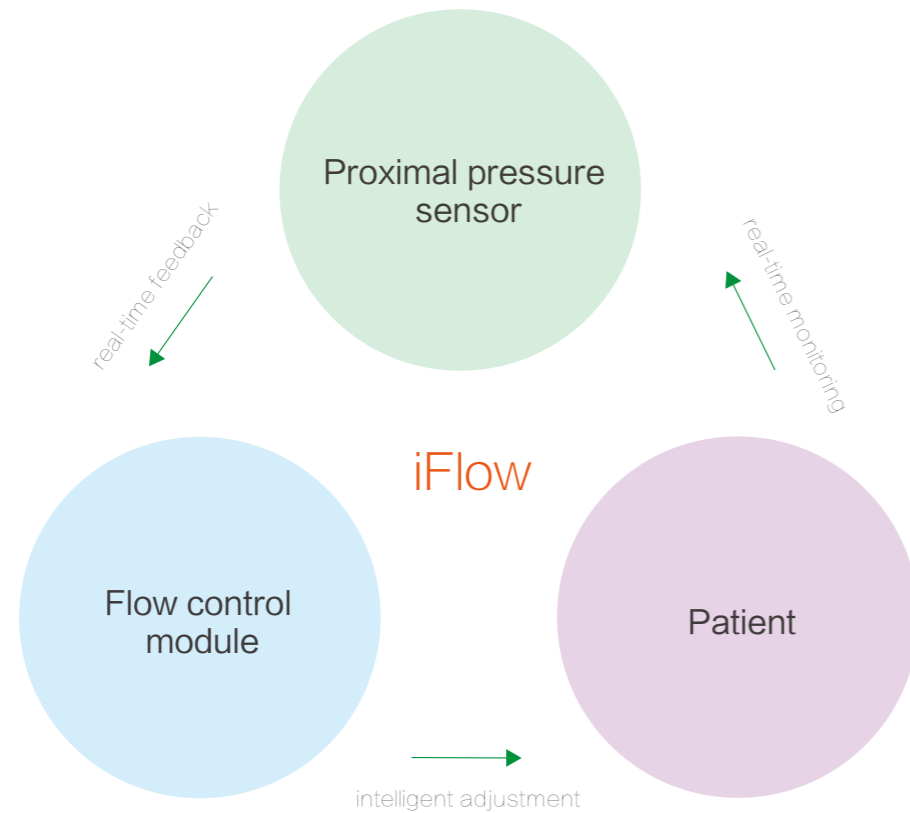 Proximal pressure
sensor
real-time feedback
real-time monitoring
iFlow
Flow control
module
Patient
intelligent adjustment